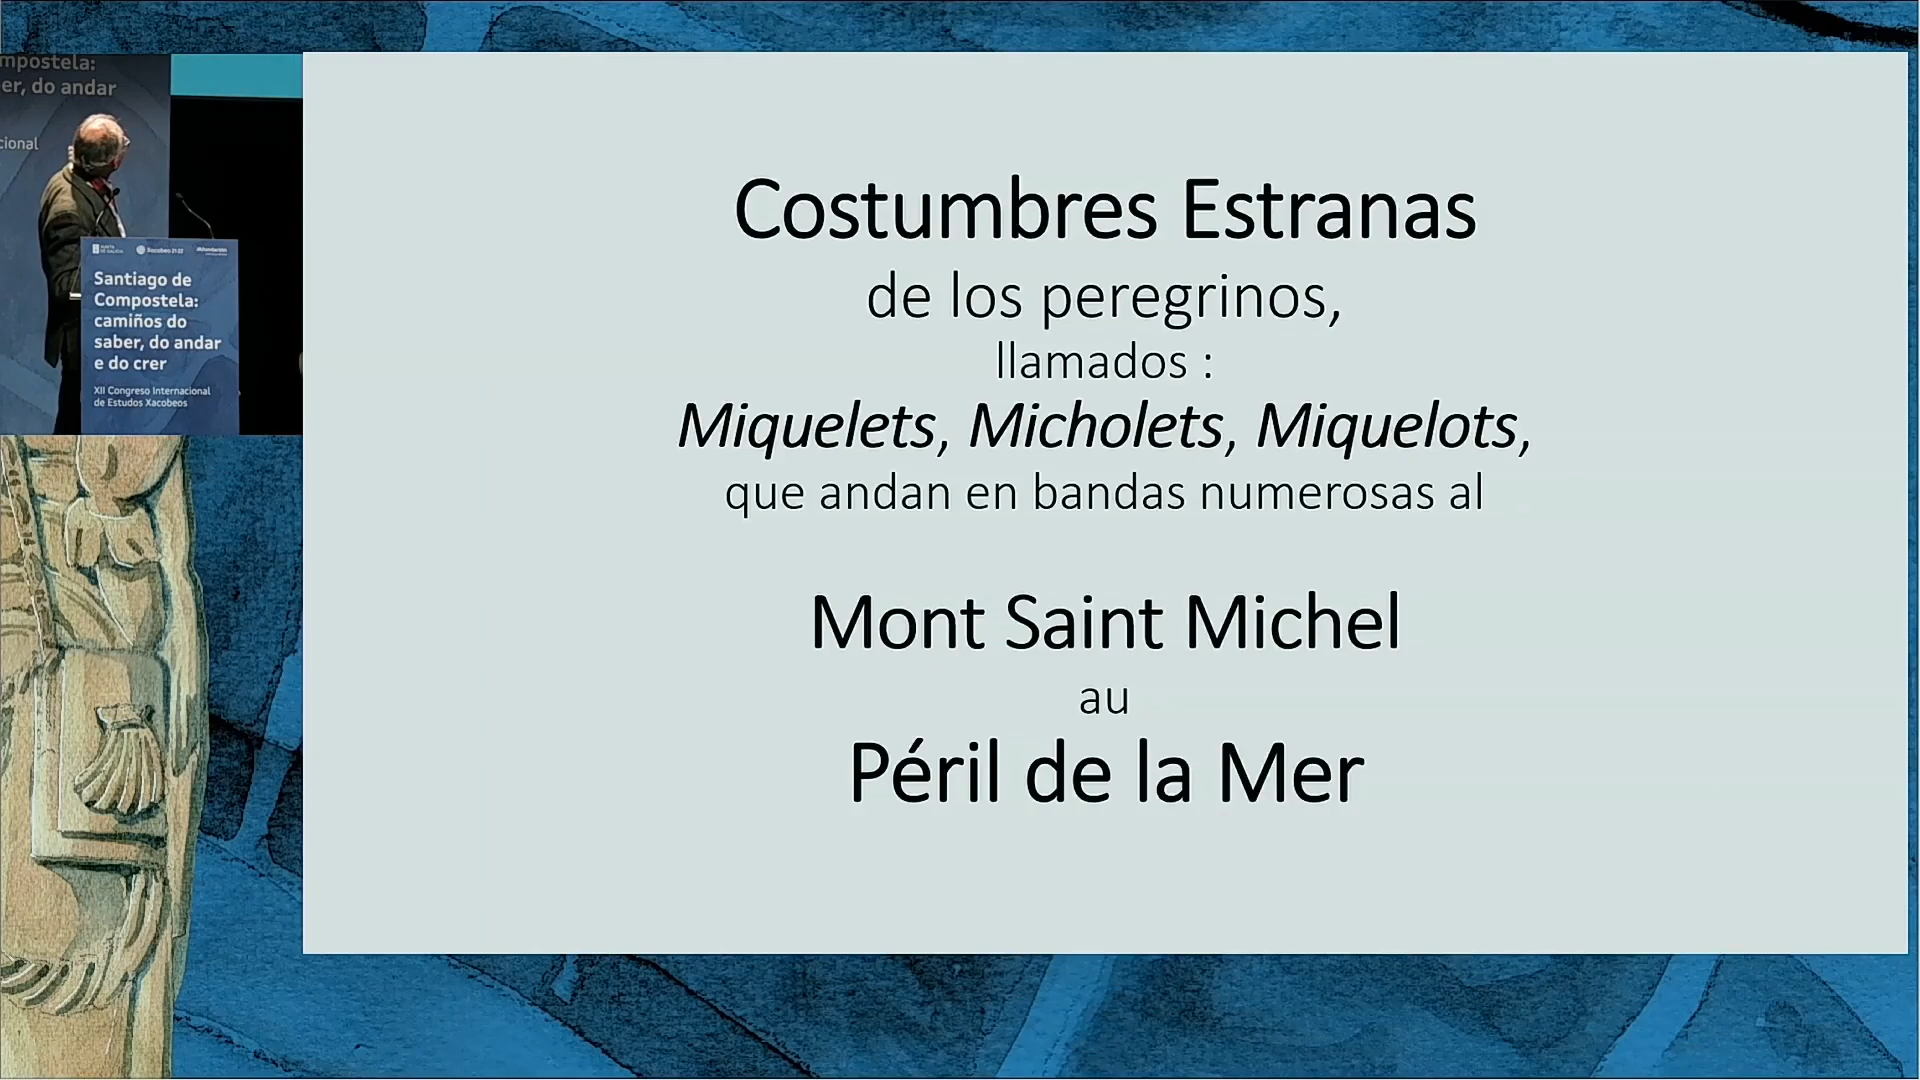 mpostela:
er, do andar
cional
Santiago de
Compostela:
camiños do
saber, do andar
e do crer
XII Congreso Internacional
de Estudos Xacobeos
Costumbres Estranas
de los peregrinos,
llamados :
Miquelets, Micholets, Miquelots,
que andan en bandas numerosas al
Mont Saint Michel
au
Péril de la Mer